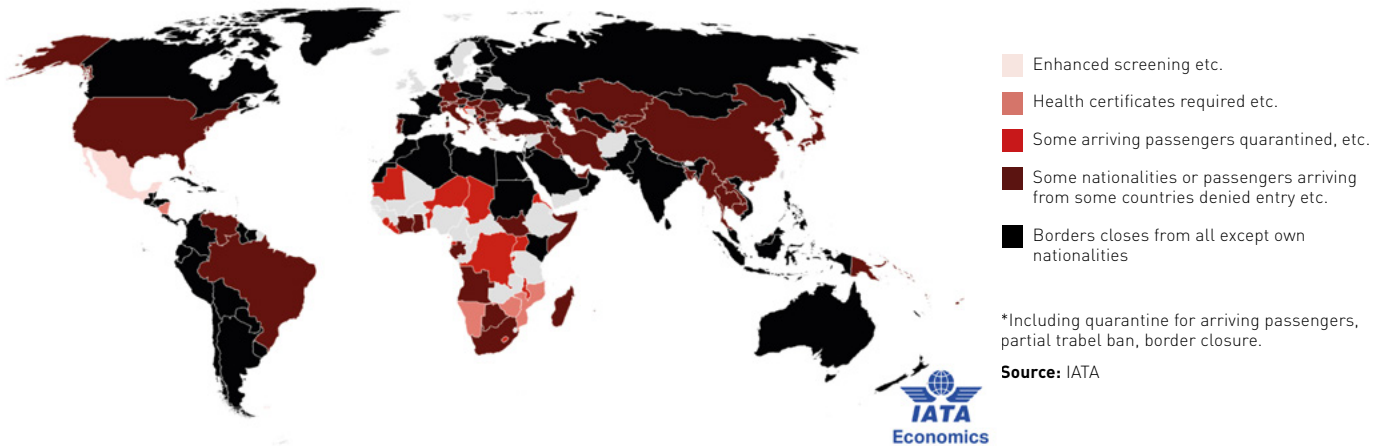 Enhanced screening etc.
Health certificates required etc.
Some arriving passengers quarantined, etc.
Some nationalities or passengers arriving
from some countries denied entry etc.
Borders closes from all except own
nationalities
*Including quarantine for arriving passengers,
partial trabel ban, border closure.
Source: IATA
IATA
Economics